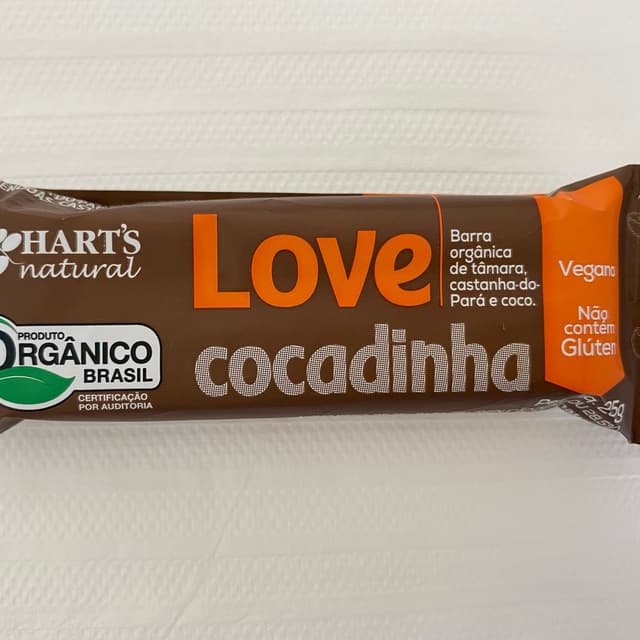 HART'S
natural
Love
cocadinha
Barra
orgânica
de tâmara,
castanha-do-
Pará e coco.
Vegano
Não
contém
Glúten
PRODUTO
ORGÂNICO
BRASIL
CERTIFICAÇÃO
POR AUDITORIA
25g